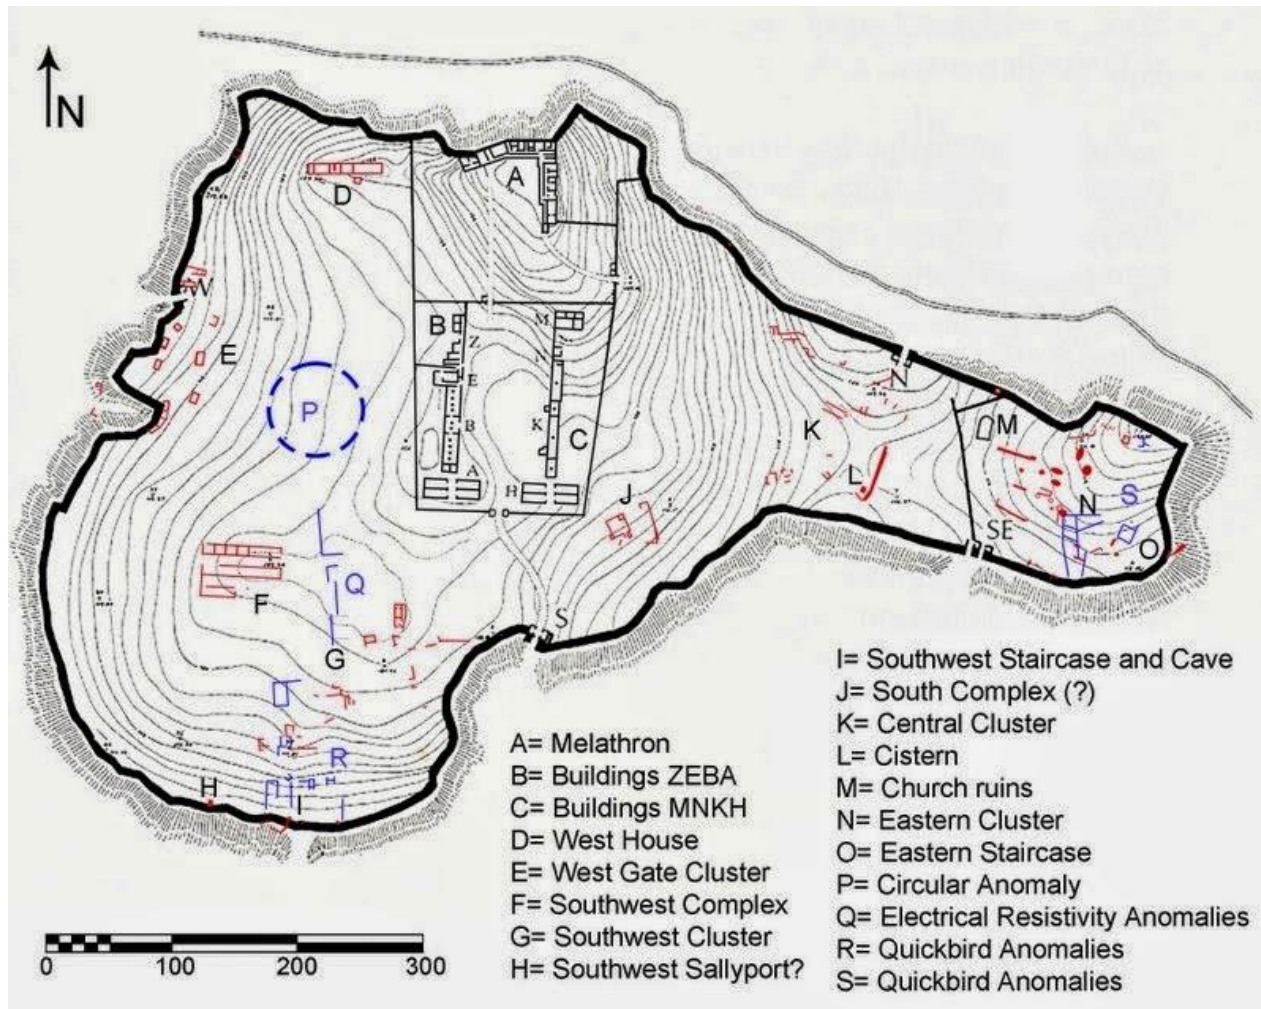 N
A
D
W
B
M
Z
N
E
E
N
P
M
B
K
K
C
A
H
L
J
N
S
SE
O
Q
F
S
G
I= Southwest Staircase and Cave
J= South Complex (?)
K= Central Cluster
A= Melathron
L= Cistern
R
B= Buildings ZEBA
H
M= Church ruins
I
C= Buildings MNKH
N= Eastern Cluster
D= West House
O= Eastern Staircase
E= West Gate Cluster
P= Circular Anomaly
F= Southwest Complex
Q= Electrical Resistivity Anomalies
G= Southwest Cluster
R= Quickbird Anomalies
H= Southwest Sallyport?
S= Quickbird Anomalies
0 100 200 300